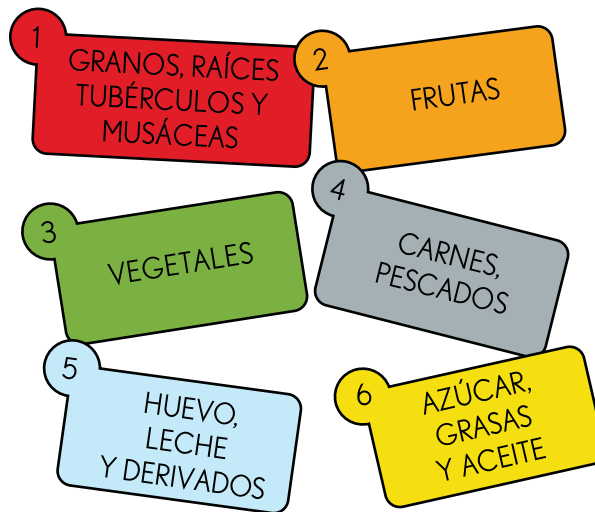 1
GRANOS, RAÍCES
TUBÉRCULOS Y
MUSÁCEAS
2
FRUTAS
3
VEGETALES
4
CARNES,
PESCADOS
5
HUEVO,
LECHE
Y DERIVADOS
6
AZÚCAR,
GRASAS
Y ACEITE